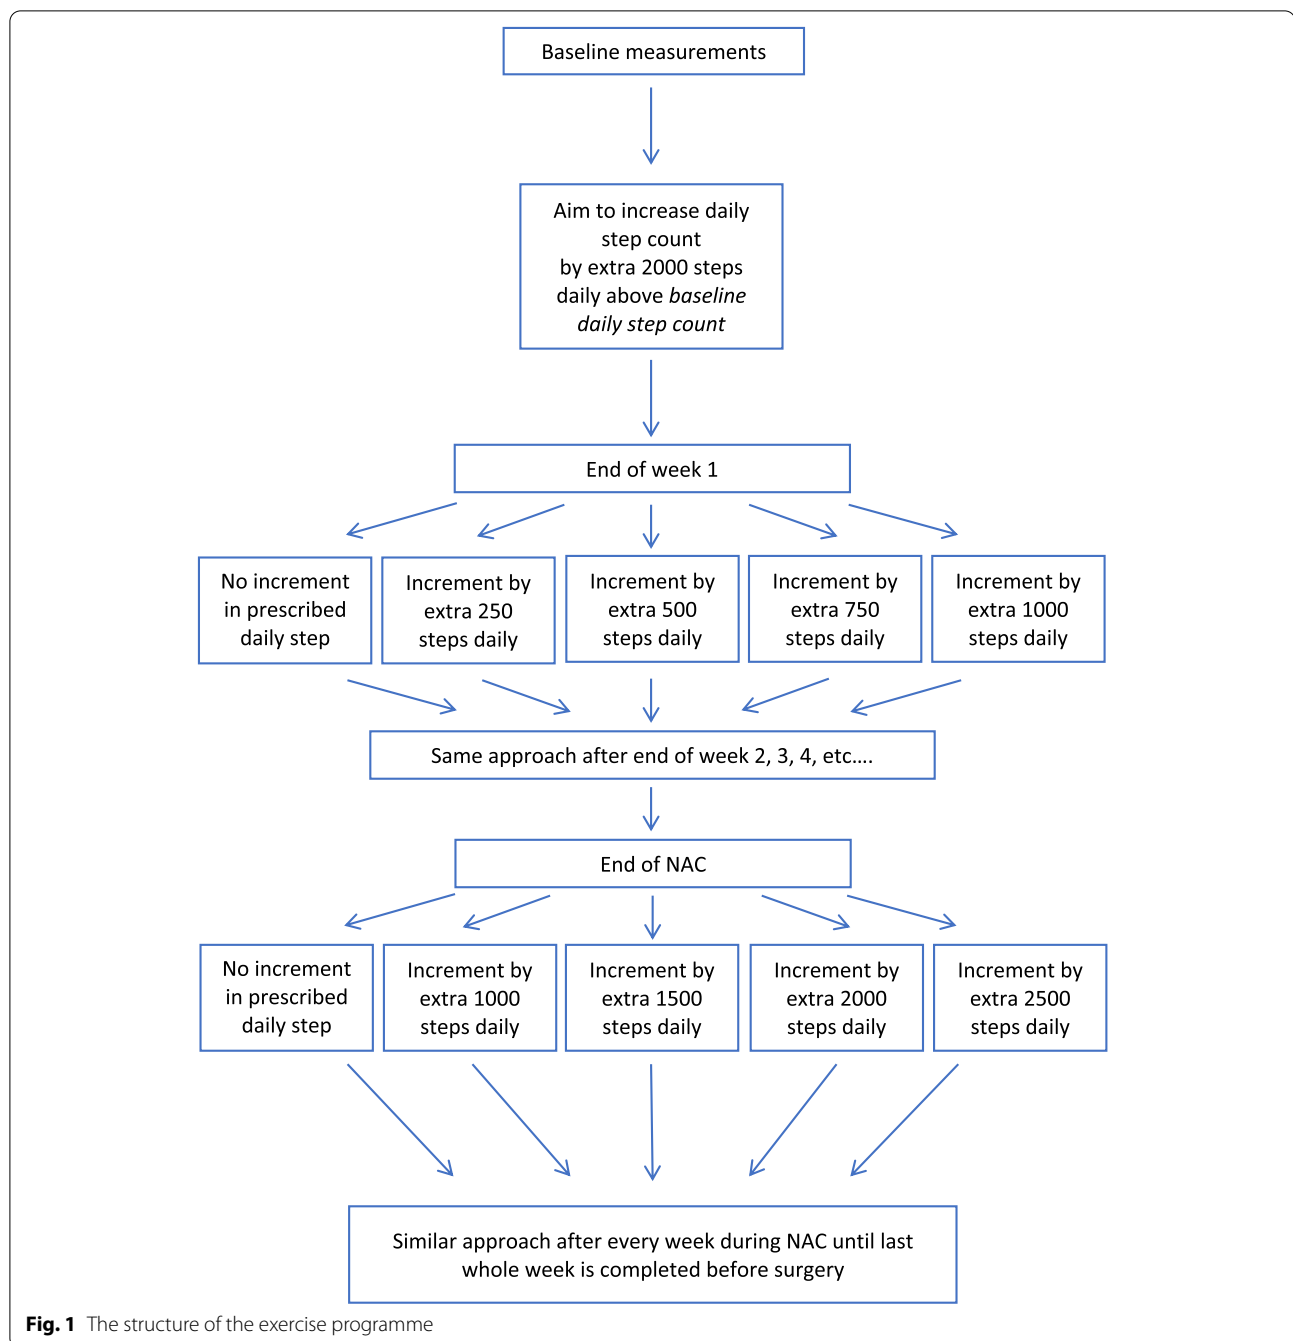 Baseline measurements
Aim to increase daily
step count
by extra 2000 steps
daily above baseline
daily step count
End of week 1
No increment
in prescribed
daily step
Increment by
extra 250
steps daily
Increment by
extra 500
steps daily
Increment by
extra 750
steps daily
Increment by
extra 1000
steps daily
Same approach after end of week 2, 3, 4, etc....
End of NAC
No increment
in prescribed
daily step
Increment by
extra 1000
steps daily
Increment by
extra 1500
steps daily
Increment by
extra 2000
steps daily
Increment by
extra 2500
steps daily
Similar approach after every week during NAC until last
whole week is completed before surgery
Fig. 1 The structure of the exercise programme